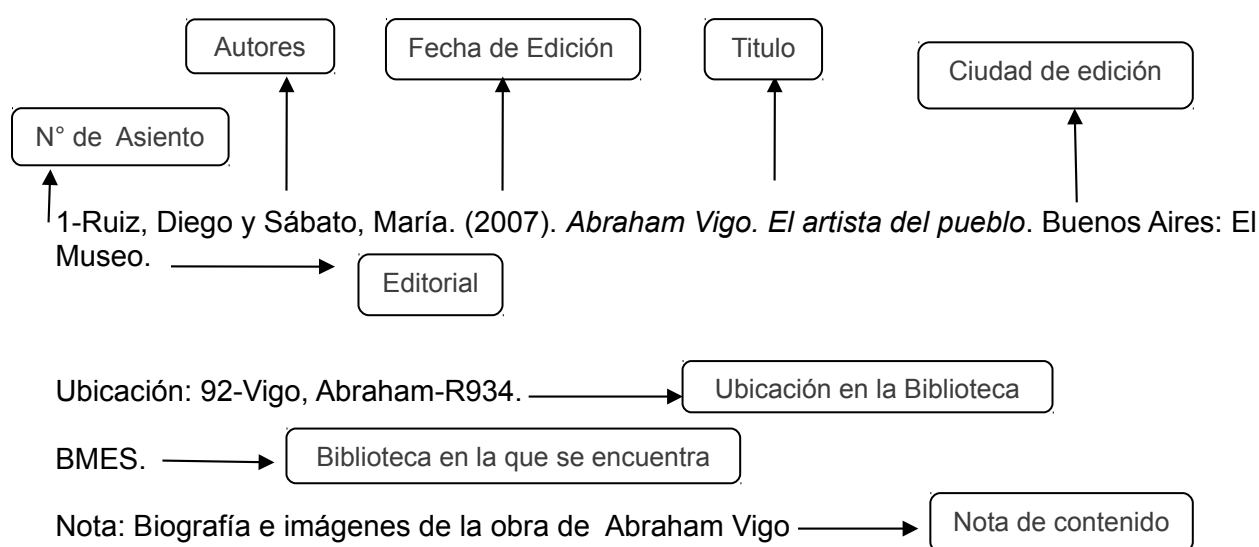 Autores
Fecha de Edición
Titulo
Ciudad de edición
N° de Asiento
1-Ruiz, Diego y Sábato, María. (2007). Abraham Vigo. El artista del pueblo. Buenos Aires: El
Museo.
Editorial
Ubicación: 92-Vigo, Abraham-R934.
Ubicación en la Biblioteca
BMES.
Biblioteca en la que se encuentra
Nota: Biografía e imágenes de la obra de Abraham Vigo
Nota de contenido